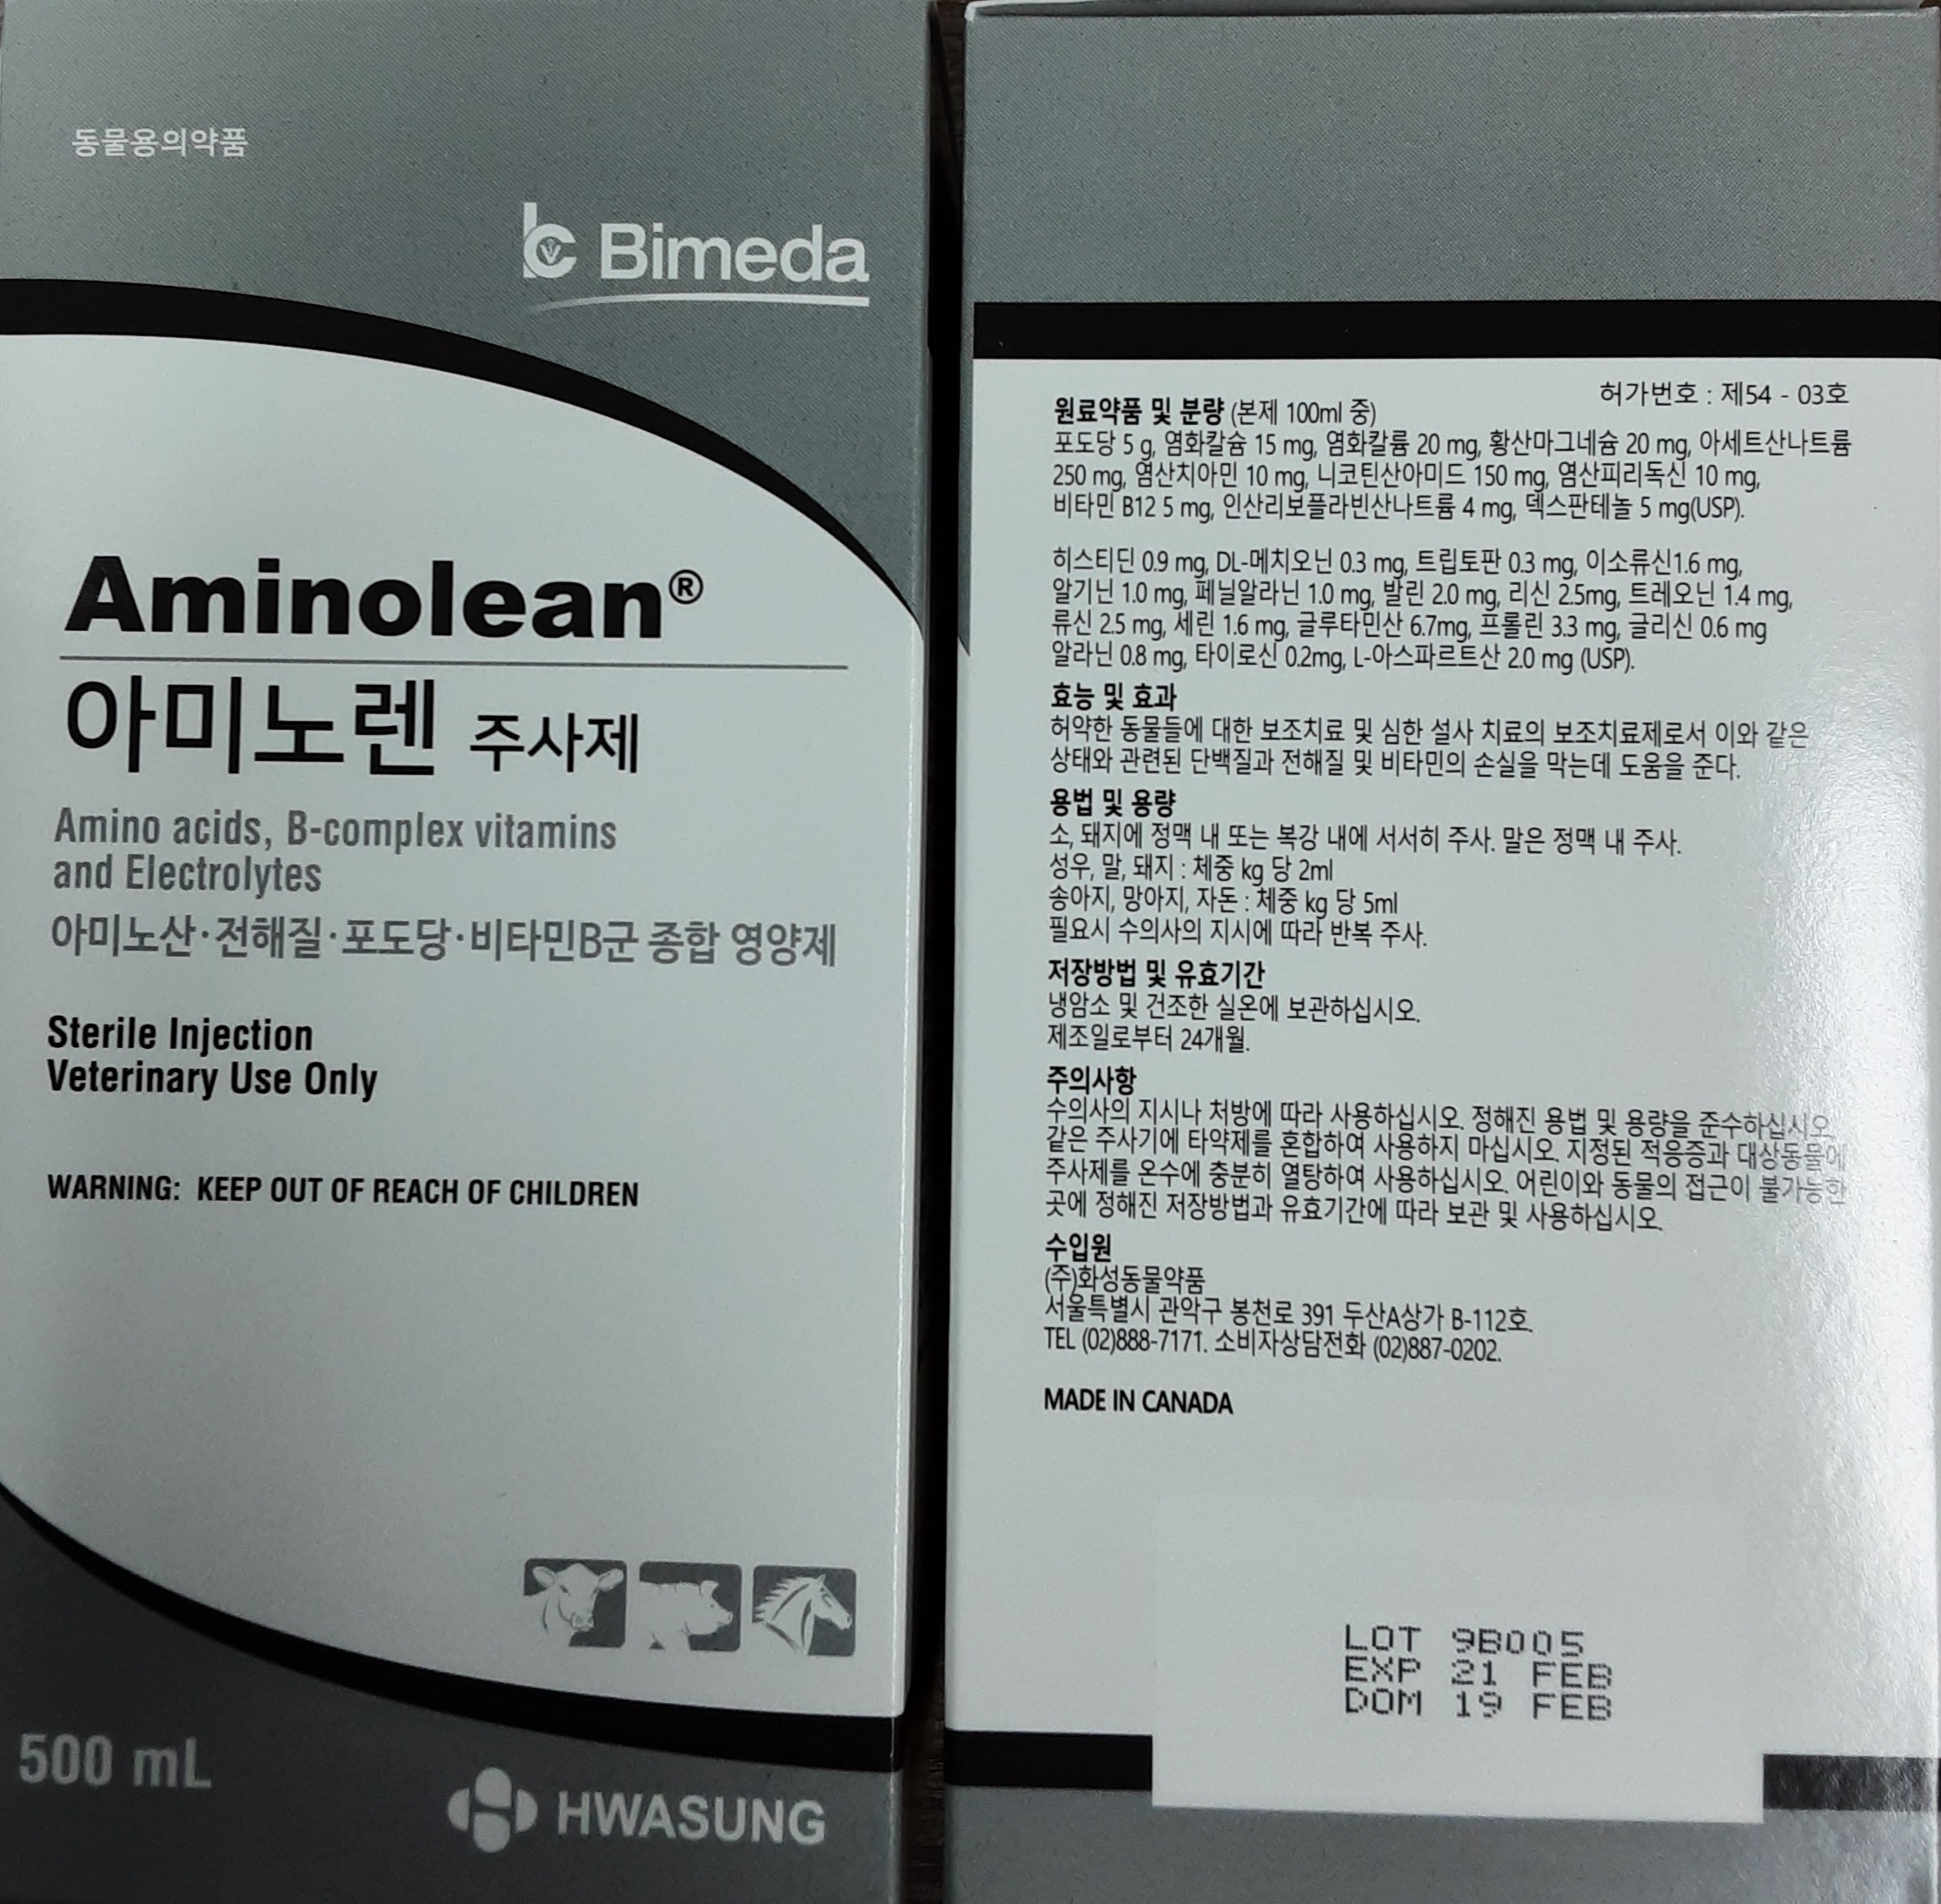 동물용의약품
Bimeda
Aminolean®
아미노렌 주사제
Amino acids, B-complex vitamins
and Electrolytes
아미노산·전해질·포도당·비타민B군 종합 영양제
Sterile Injection
Veterinary Use Only
WARNING: KEEP OUT OF REACH OF CHILDREN
500 mL
HWASUNG
허가번호 : 제54 - 03호
원료약품 및 분량 (본제 100ml 중)
포도당 5 g, 염화칼슘 15 mg, 염화칼륨 20 mg, 황산마그네슘 20 mg, 아세트산나트륨
250 mg, 염산치아민 10 mg, 니코틴산아미드 150 mg, 염산피리독신 10 mg,
비타민 B12 5 mg, 인산리보플라빈산나트륨 4 mg, 덱스판테놀 5 mg(USP).
히스티딘 0.9 mg, DL-메치오닌 0.3 mg, 트립토판 0.3 mg, 이소류신1.6 mg,
알기닌 1.0 mg, 페닐알라닌 1.0 mg, 발린 2.0 mg, 리신 2.5mg, 트레오닌 1.4 mg,
류신 2.5 mg, 세린 1.6 mg, 글루타민산 6.7mg, 프롤린 3.3 mg, 글리신 0.6 mg
알라닌 0.8 mg, 타이로신 0.2mg, L-아스파르트산 2.0 mg (USP).
효능 및 효과
허약한 동물들에 대한 보조치료 및 심한 설사 치료의 보조치료제로서 이와 같은
상태와 관련된 단백질과 전해질 및 비타민의 손실을 막는데 도움을 준다.
용법 및 용량
소, 돼지에 정맥 내 또는 복강 내에 서서히 주사. 말은 정맥 내 주사.
성우, 말, 돼지 : 체중 kg 당 2ml
송아지, 망아지, 자돈 : 체중 kg 당 5ml
필요시 수의사의 지시에 따라 반복 주사.
저장방법 및 유효기간
냉암소 및 건조한 실온에 보관하십시오.
제조일로부터 24개월.
주의사항
수의사의 지시나 처방에 따라 사용하십시오. 정해진 용법 및 용량을 준수하십시오.
같은 주사기에 타약제를 혼합하여 사용하지 마십시오. 지정된 적응증과 대상동물에
주사제를 온수에 충분히 열탕하여 사용하십시오. 어린이와 동물의 접근이 불가능한
곳에 정해진 저장방법과 유효기간에 따라 보관 및 사용하십시오.
수입원
(주)화성동물약품
서울특별시 관악구 봉천로 391 두산A상가 B-112호.
TEL (02)888-7171. 소비자상담전화 (02)887-0202.
MADE IN CANADA
LOT 9B005
EXP 21 FEB
DOM 19 FEB